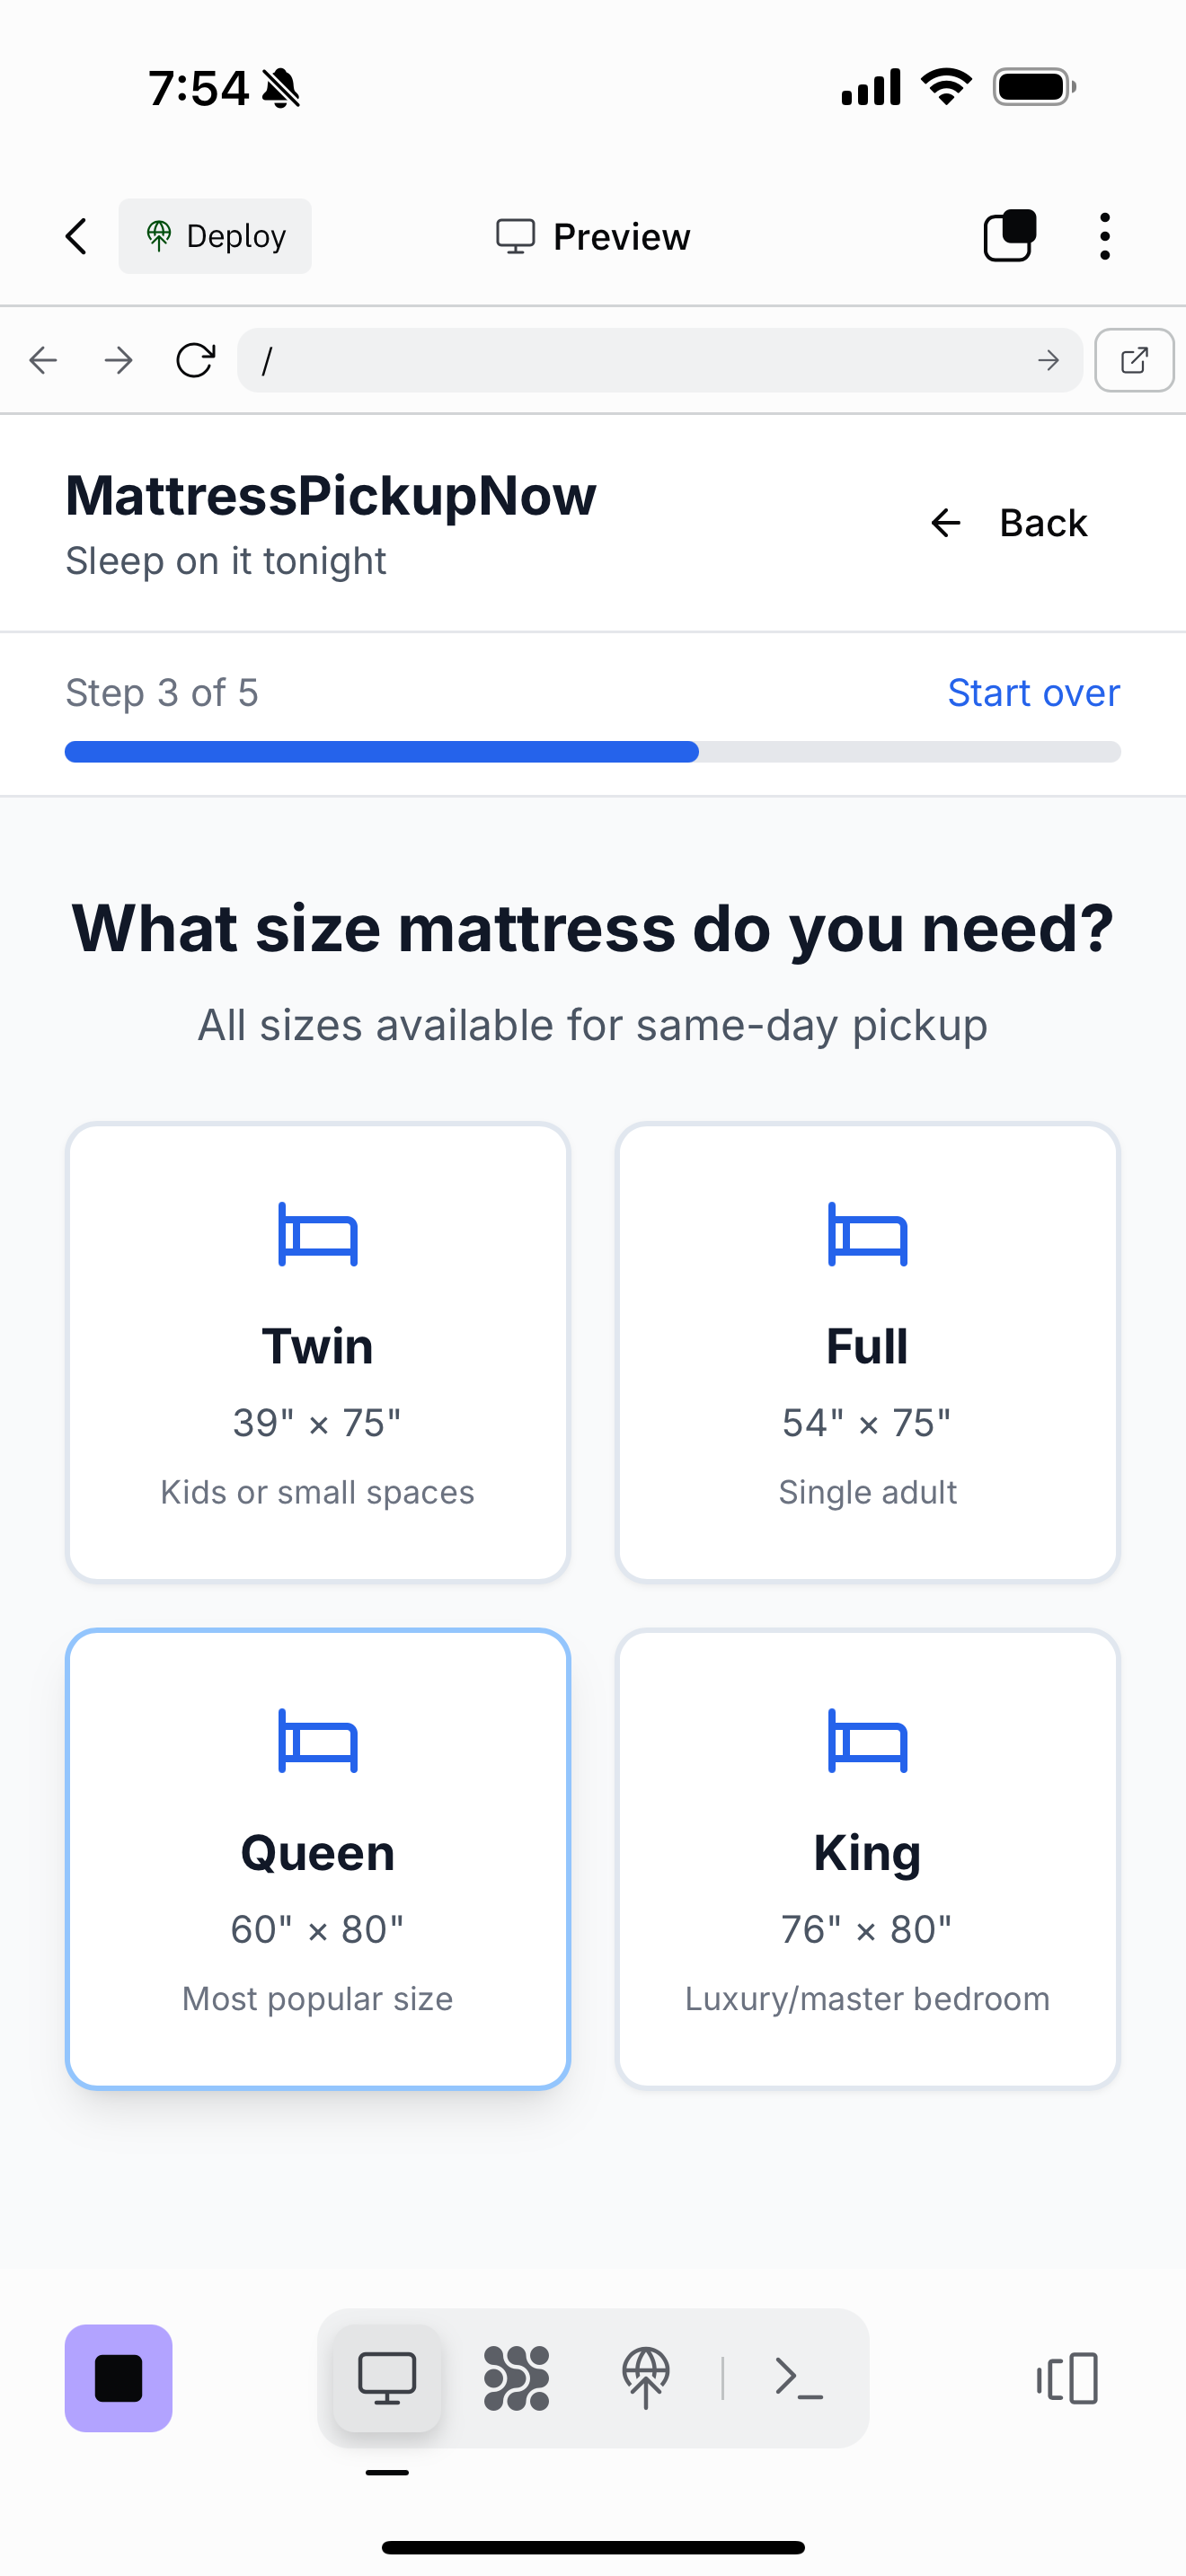 7:54
Deploy
Preview
/
MattressPickupNow
Sleep on it tonight
Back
Step 3 of 5
Start over
What size mattress do you need?
All sizes available for same-day pickup
Twin
39" × 75"
Kids or small spaces
Full
54" × 75"
Single adult
Queen
60" × 80"
Most popular size
King
76" × 80"
Luxury/master bedroom